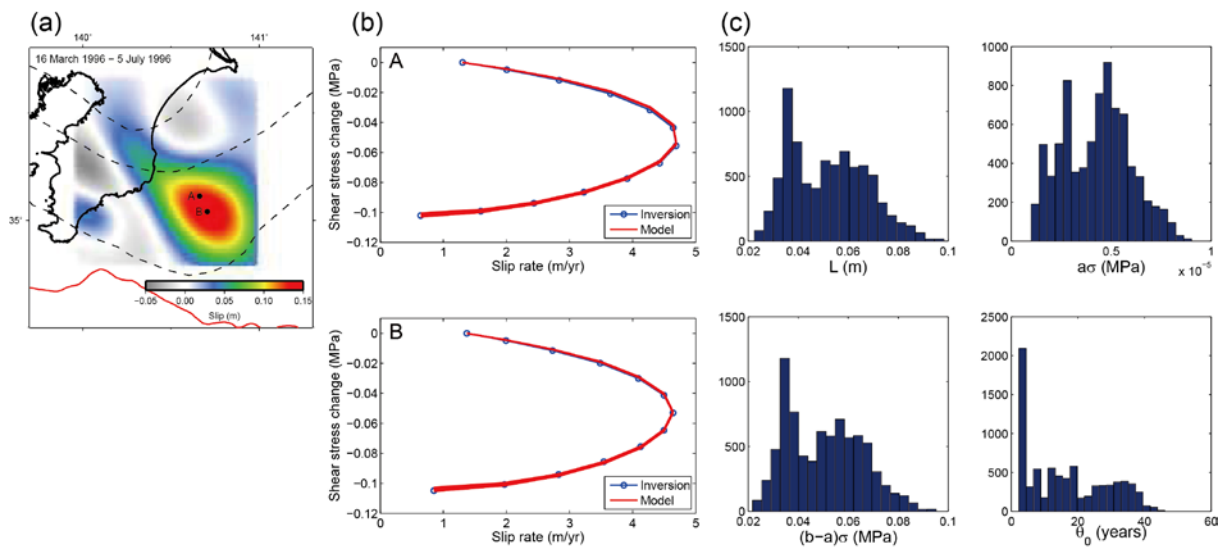 (a)
140˚
141˚
16 March 1996 − 5 July 1996
A
B
35˚
−0.05 0.00 0.05 0.10 0.15
Slip (m)
(b)
A
0
−0.02
−0.04
−0.06
−0.08
−0.1
−0.12
0 1 2 3 4 5
Shear stress change (MPa)
Slip rate (m/yr)
Inversion
Model
B
0
−0.02
−0.04
−0.06
−0.08
−0.1
−0.12
0 1 2 3 4 5
Shear stress change (MPa)
Slip rate (m/yr)
Inversion
Model
(c)
1500
1000
500
0
0.02 0.04 0.06 0.08 0.1
L (m)
1000
800
600
400
200
0
0 0.5 1
x 10⁻⁵
aσ (MPa)
1500
1000
500
0
0.02 0.04 0.06 0.08 0.1
(b−a)σ (MPa)
2500
2000
1500
1000
500
0
0 20 40 60
θ₀ (years)